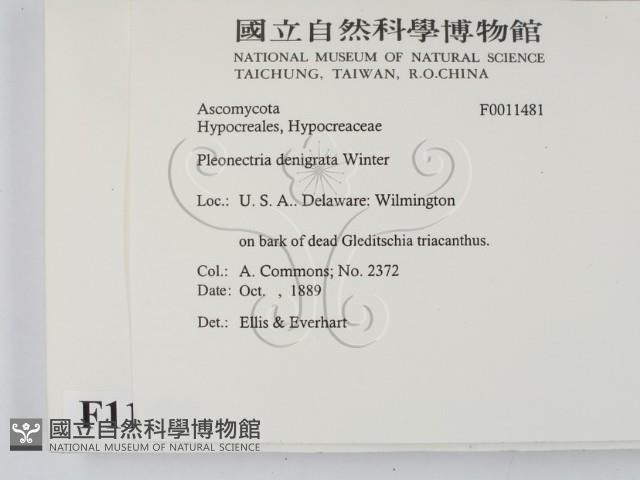 國立自然科學博物館
NATIONAL MUSEUM OF NATURAL SCIENCE
TAICHUNG, TAIWAN, R.O.CHINA
Ascomycota F0011481
Hypocreales, Hypocreaceae
Pleonectria denigrata Winter
Loc.: U. S. A.. Delaware: Wilmington
on bark of dead Gleditschia triacanthus.
Col.: A. Commons; No. 2372
Date: Oct. , 1889
Det.: Ellis & Everhart
F11
國立自然科學博物館
NATIONAL MUSEUM OF NATURAL SCIENCE